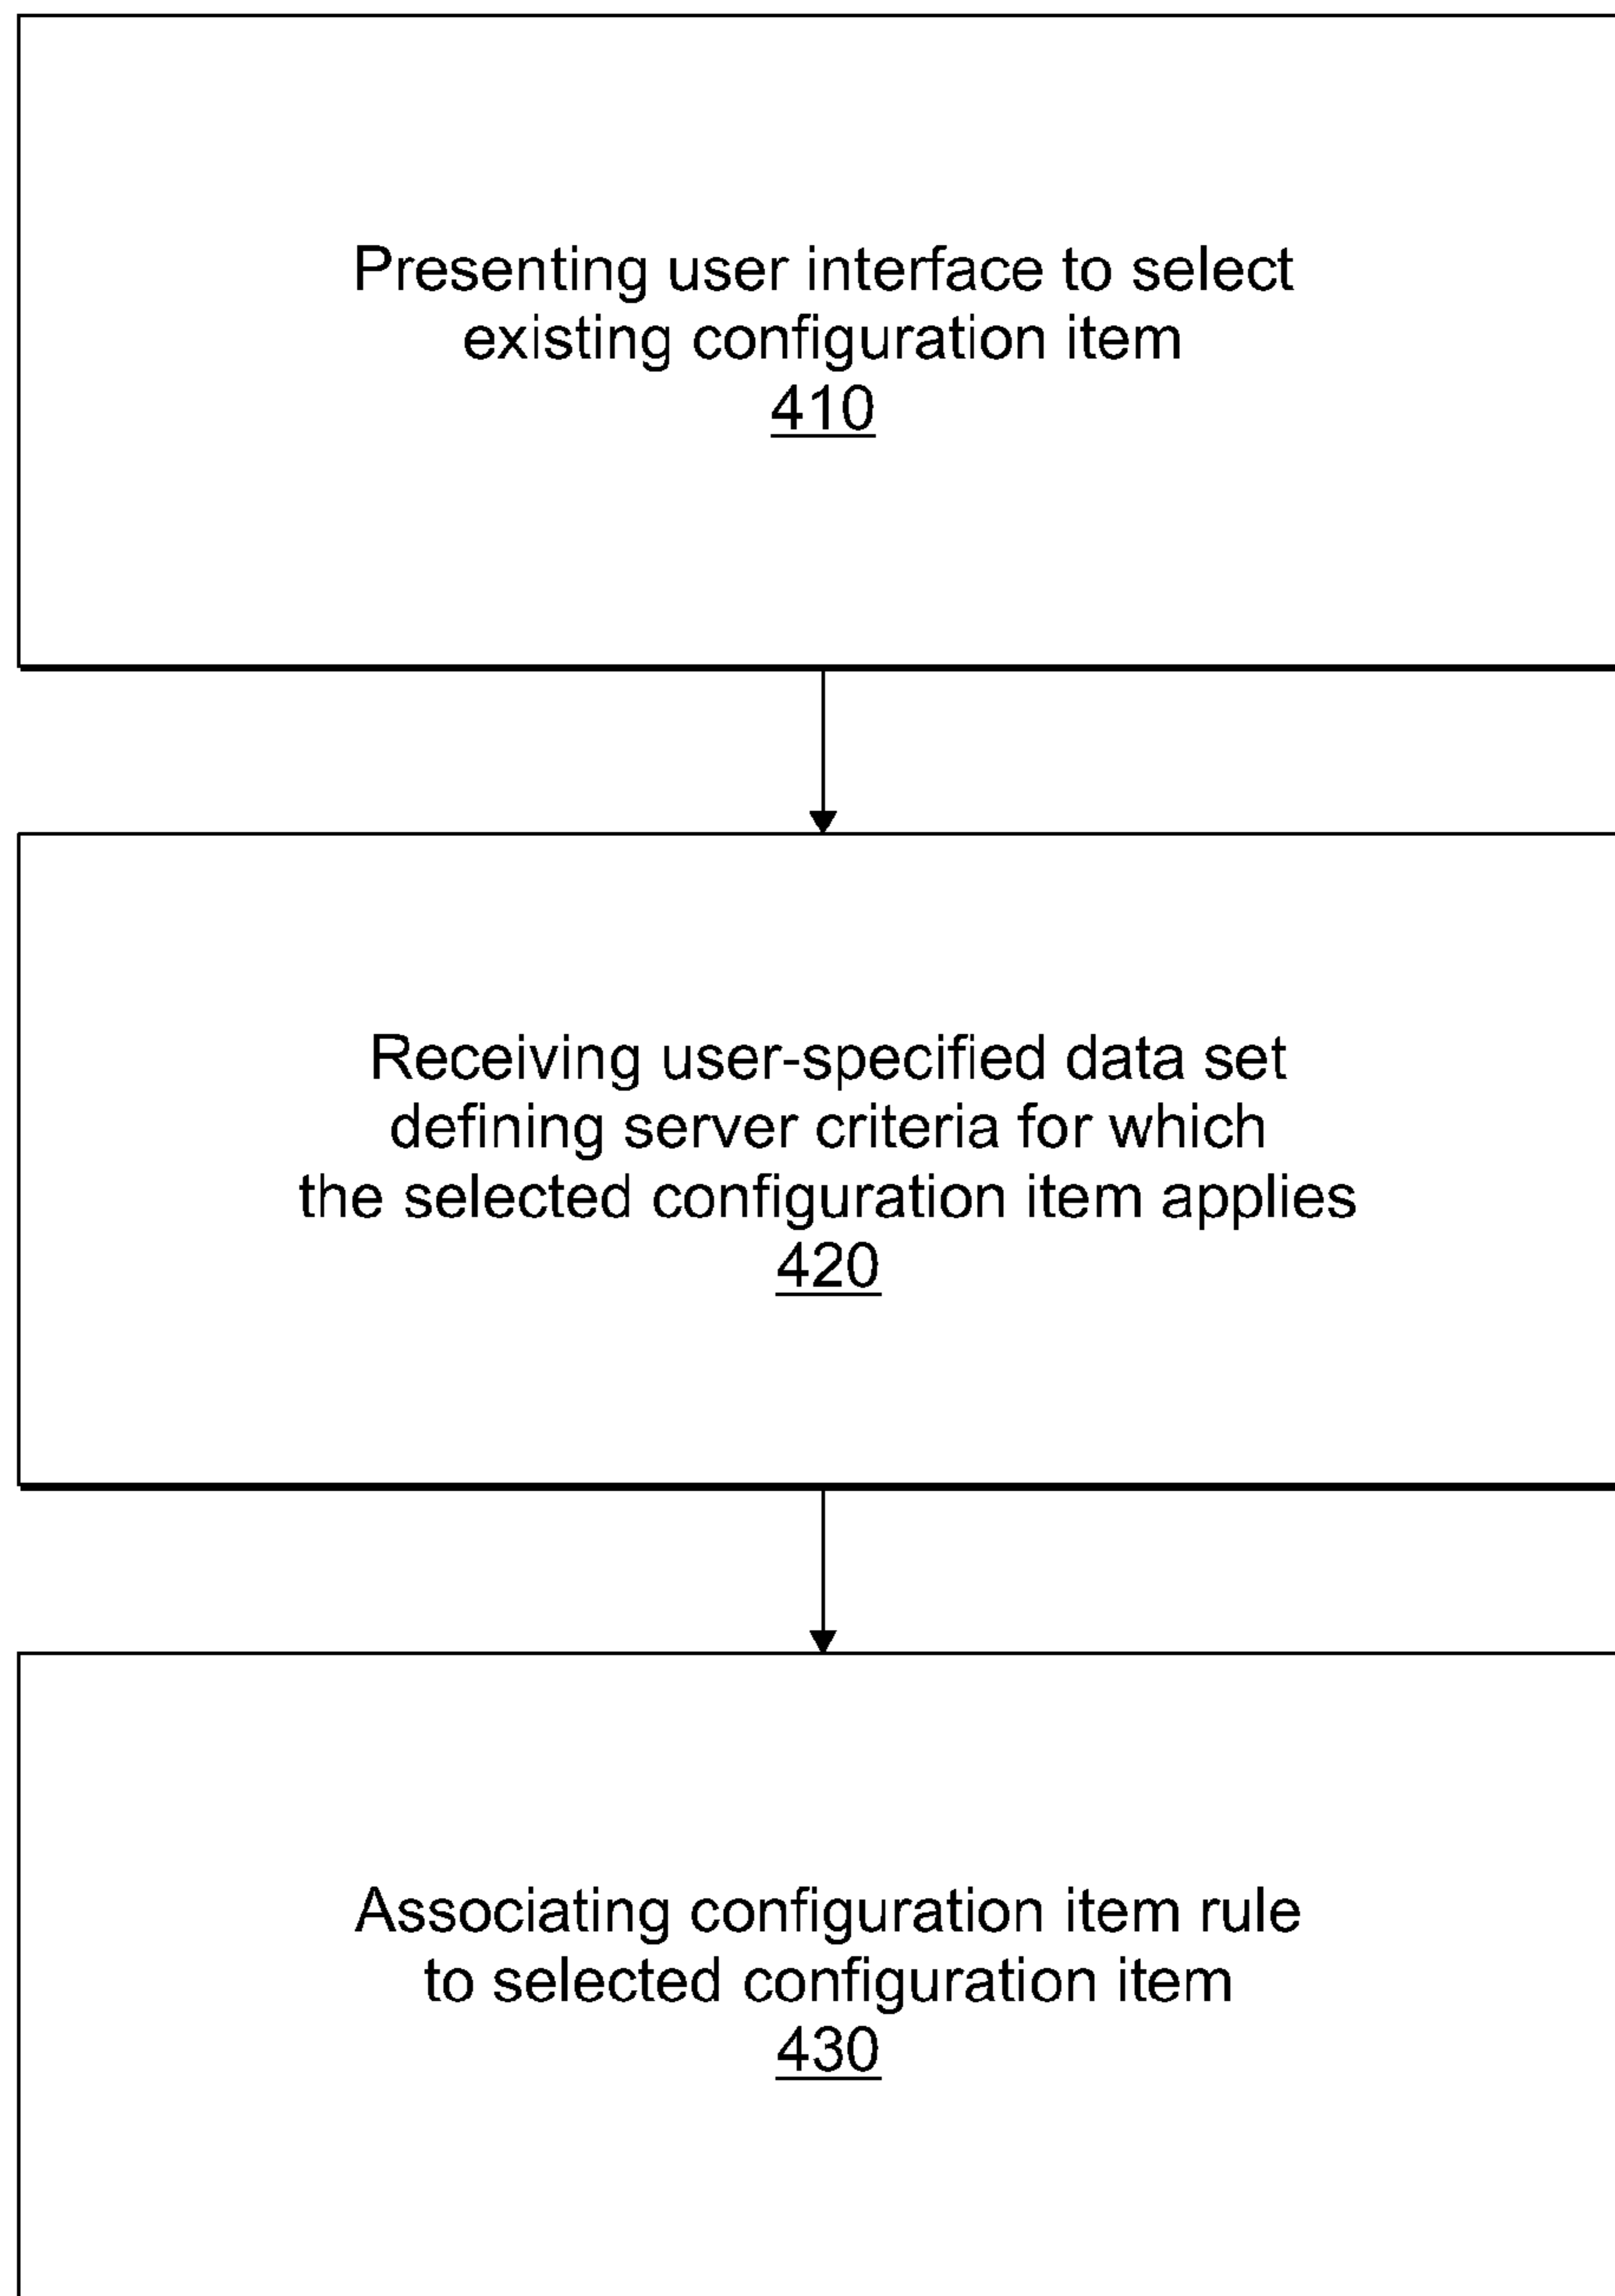 Presenting user interface to select
existing configuration item
410
Receiving user-specified data set
defining server criteria for which
the selected configuration item applies
420
Associating configuration item rule
to selected configuration item
430